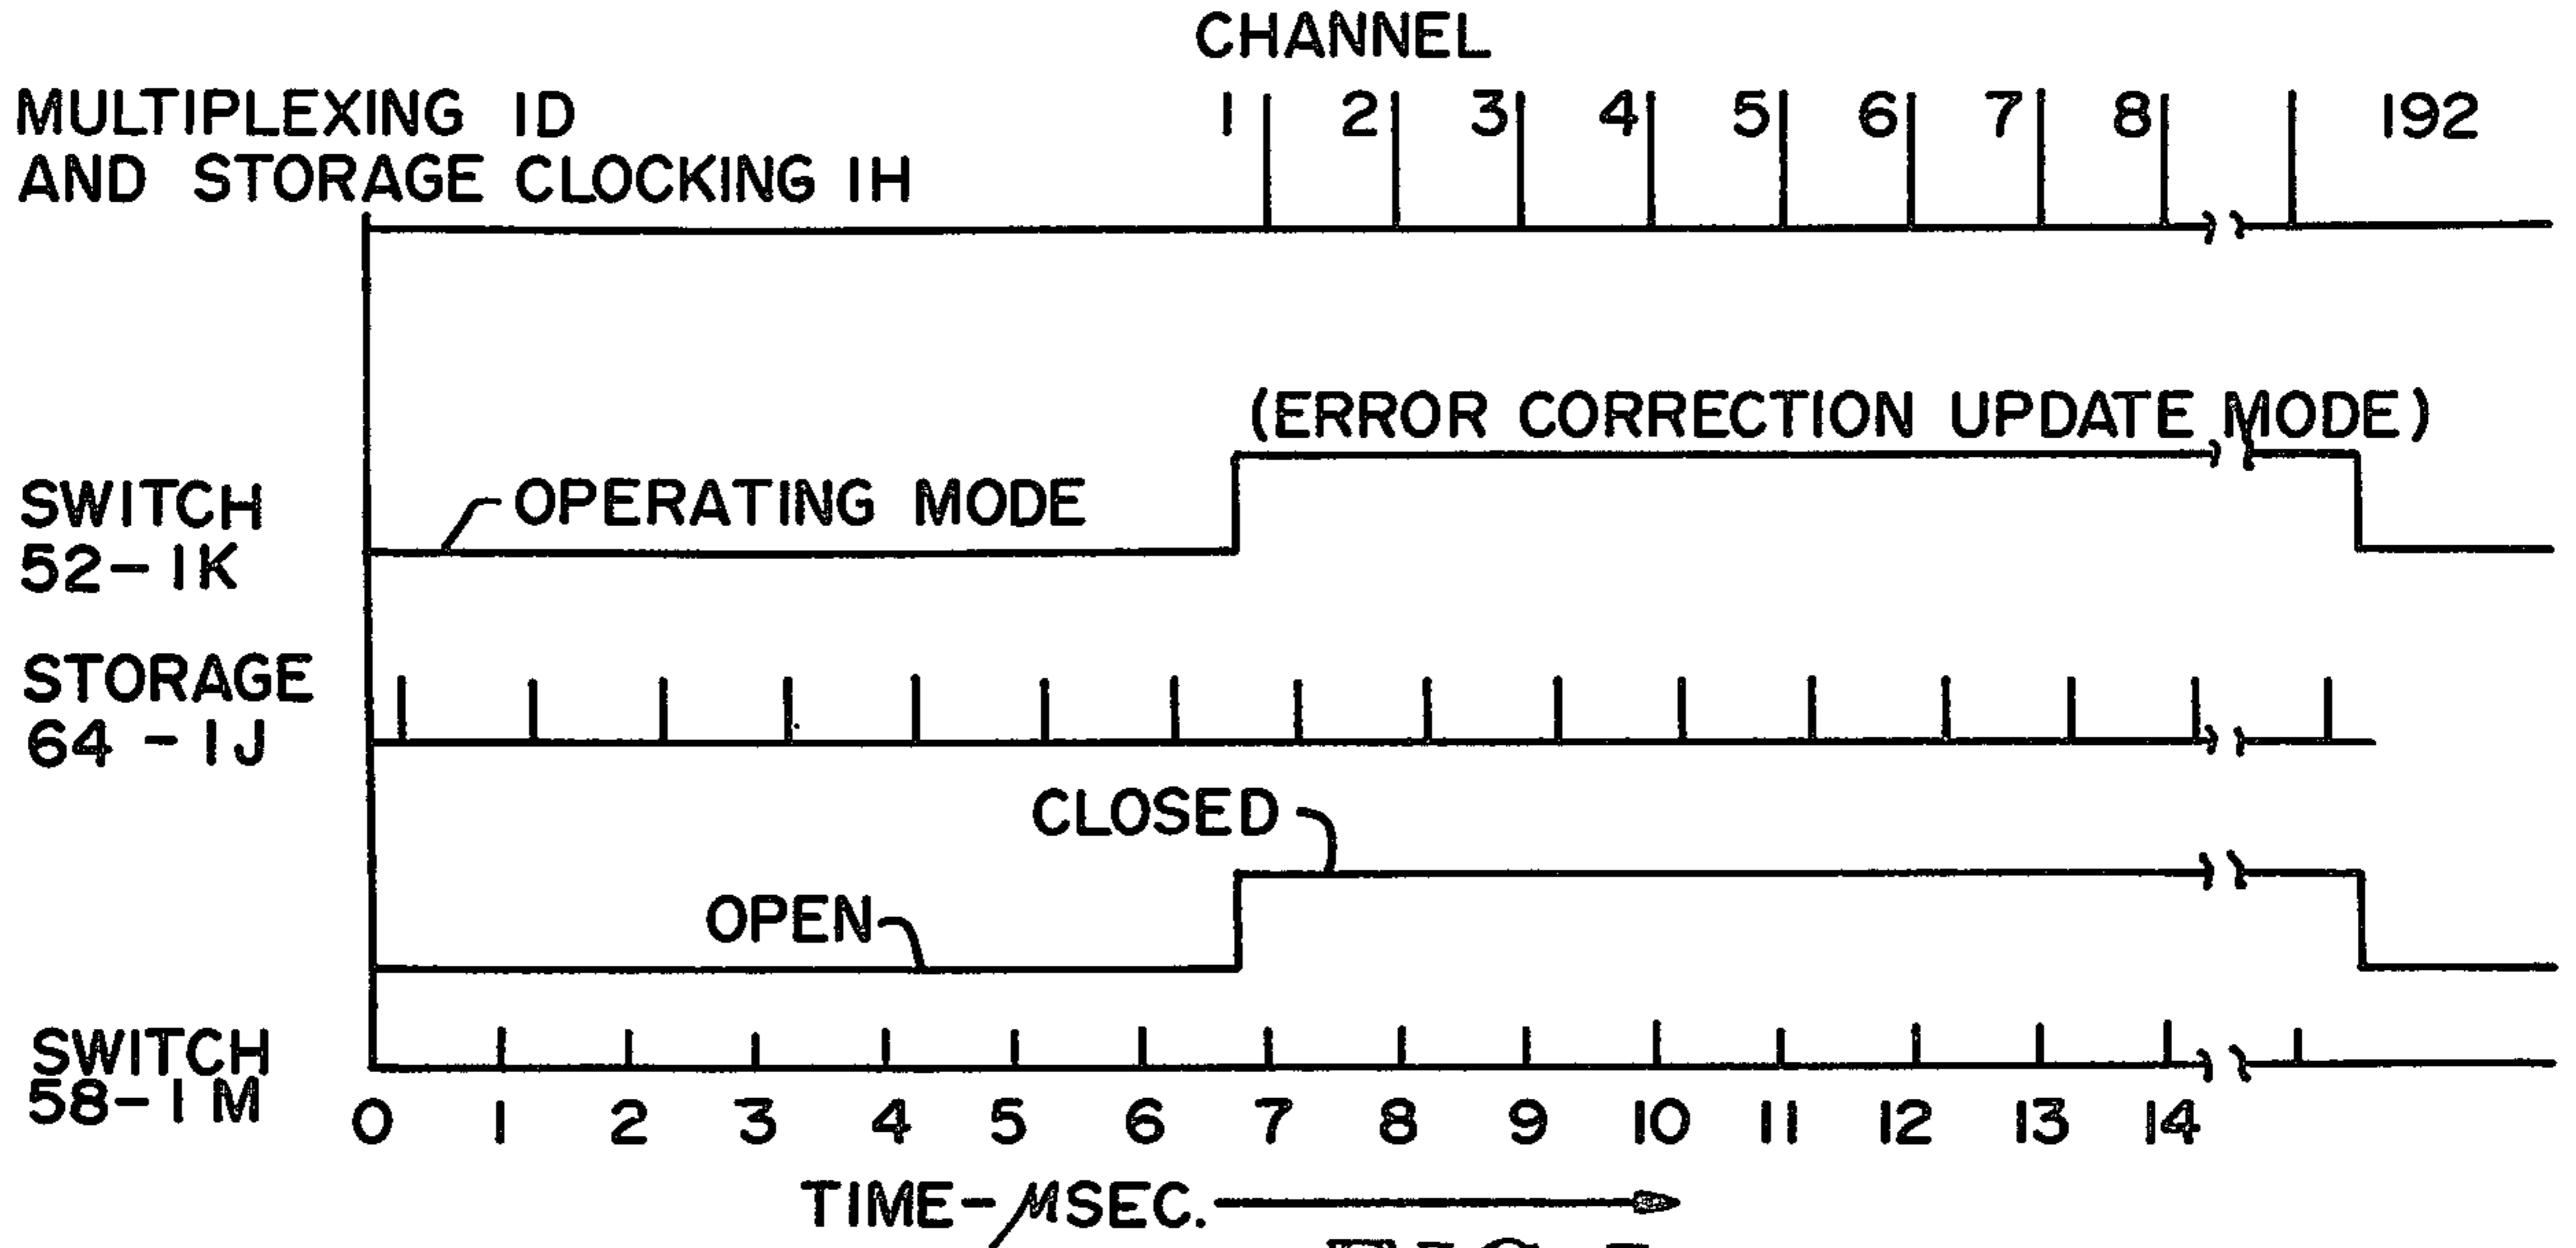 CHANNEL
MULTIPLEXING 1D
AND STORAGE CLOCKING 1H
1 2 3 4 5 6 7 8 192
(ERROR CORRECTION UPDATE MODE)
OPERATING MODE
SWITCH
52-1K
STORAGE
64-1J
CLOSED
OPEN
SWITCH
58-1M
0 1 2 3 4 5 6 7 8 9 10 11 12 13 14
TIME-μSEC.